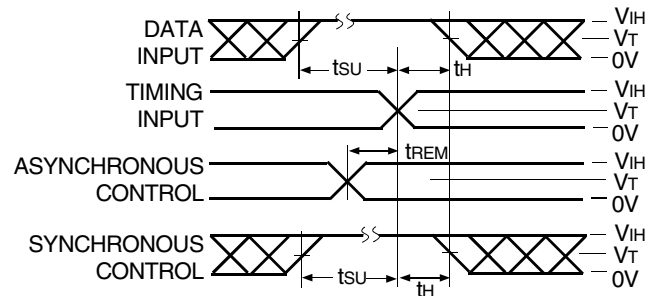 DATA
INPUT
tSU
tH
VIH
VT
0V
TIMING
INPUT
VIH
VT
0V
tREM
ASYNCHRONOUS
CONTROL
VIH
VT
0V
SYNCHRONOUS
CONTROL
tSU
tH
VIH
VT
0V